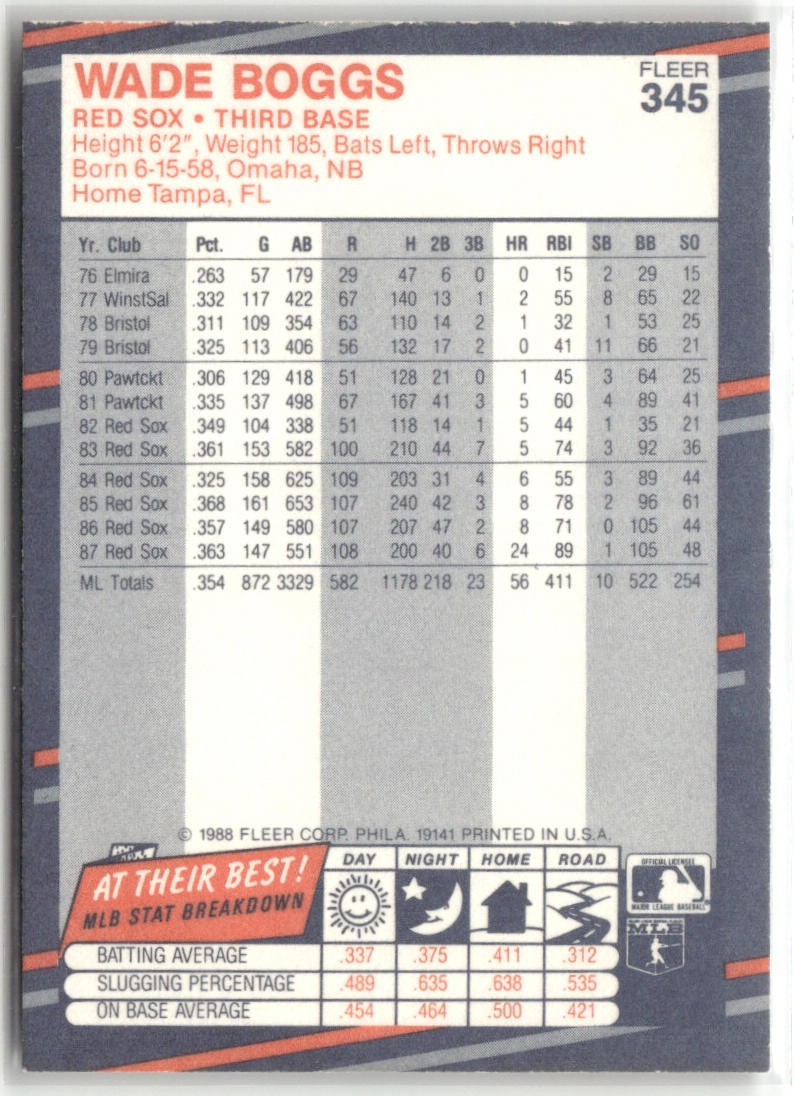 WADE BOGGS
FLEER
345
RED SOX • THIRD BASE
Height 6'2", Weight 185, Bats Left, Throws Right
Born 6-15-58, Omaha, NB
Home Tampa, FL
Yr. Club Pct. G AB R H 2B 3B HR RBI SB BB SO
76 Elmira .263 57 179 29 47 6 0 0 15 2 29 15
77 WinstSal .332 117 422 67 140 13 1 2 55 8 65 22
78 Bristol .311 109 354 63 110 14 2 1 32 1 53 25
79 Bristol .325 113 406 56 132 17 2 0 41 11 66 21
80 Pawtckt .306 129 418 51 128 21 0 1 45 3 64 25
81 Pawtckt .335 137 498 67 167 41 3 5 60 4 89 41
82 Red Sox .349 104 338 51 118 14 1 5 44 1 35 21
83 Red Sox .361 153 582 100 210 44 7 5 74 3 92 36
84 Red Sox .325 158 625 109 203 31 4 6 55 3 89 44
85 Red Sox .368 161 653 107 240 42 3 8 78 2 96 61
86 Red Sox .357 149 580 107 207 47 2 8 71 0 105 44
87 Red Sox .363 147 551 108 200 40 6 24 89 1 105 48
ML Totals .354 872 3329 582 1178 218 23 56 411 10 522 254
© 1988 FLEER CORP. PHILA. 19141 PRINTED IN U.S.A.
AT THEIR BEST!
MLB STAT BREAKDOWN
DAY NIGHT HOME ROAD
OFFICIAL LICENSEE
MAJOR LEAGUE BASEBALL
MLB
BATTING AVERAGE .337 .375 .411 .312
SLUGGING PERCENTAGE .489 .635 .638 .535
ON BASE AVERAGE .454 .464 .500 .421